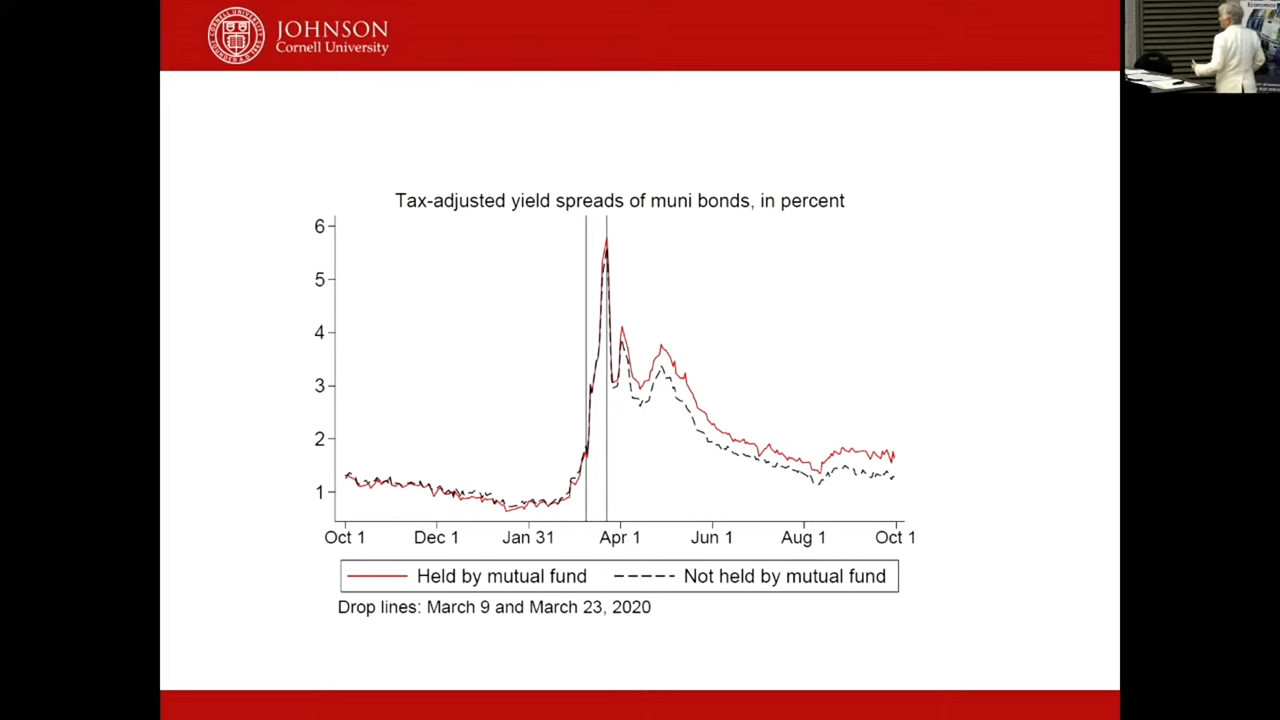 JOHNSON
Cornell University
Economics
Tax-adjusted yield spreads of muni bonds, in percent
6
5
4
3
2
1
Oct 1 Dec 1 Jan 31 Apr 1 Jun 1 Aug 1 Oct 1
Held by mutual fund Not held by mutual fund
Drop lines: March 9 and March 23, 2020